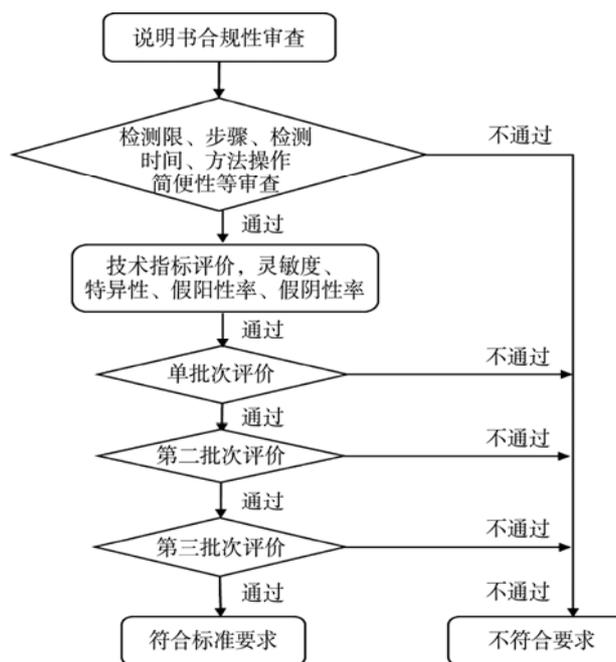 说明书合规性审查
检测限、步骤、检测
时间、方法操作
简便性等审查
不通过
通过
技术指标评价，灵敏度、
特异性、假阳性率、假阴性率
通过
单批次评价
不通过
通过
第二批次评价
不通过
通过
第三批次评价
不通过
通过
不通过
符合标准要求
不符合要求